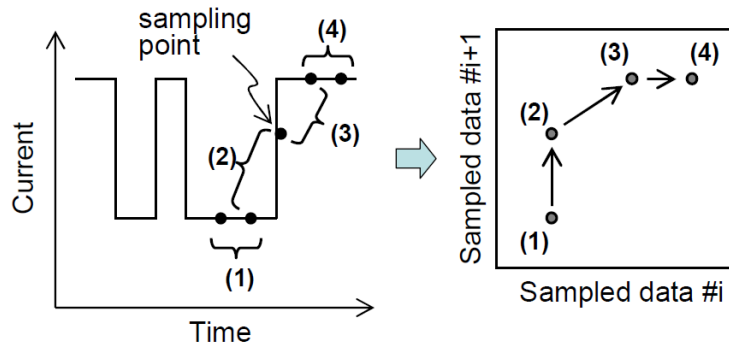 sampling
point
(4)
(3)
(2)
(1)
Current
Time
(3)
(4)
(2)
(1)
Sampled data #i+1
Sampled data #i